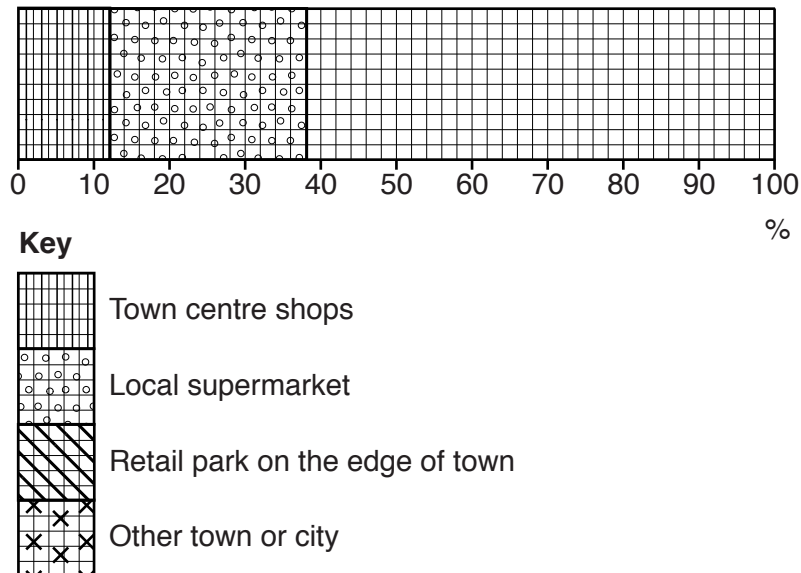 0 10 20 30 40 50 60 70 80 90 100
%
Key
Town centre shops
Local supermarket
Retail park on the edge of town
Other town or city